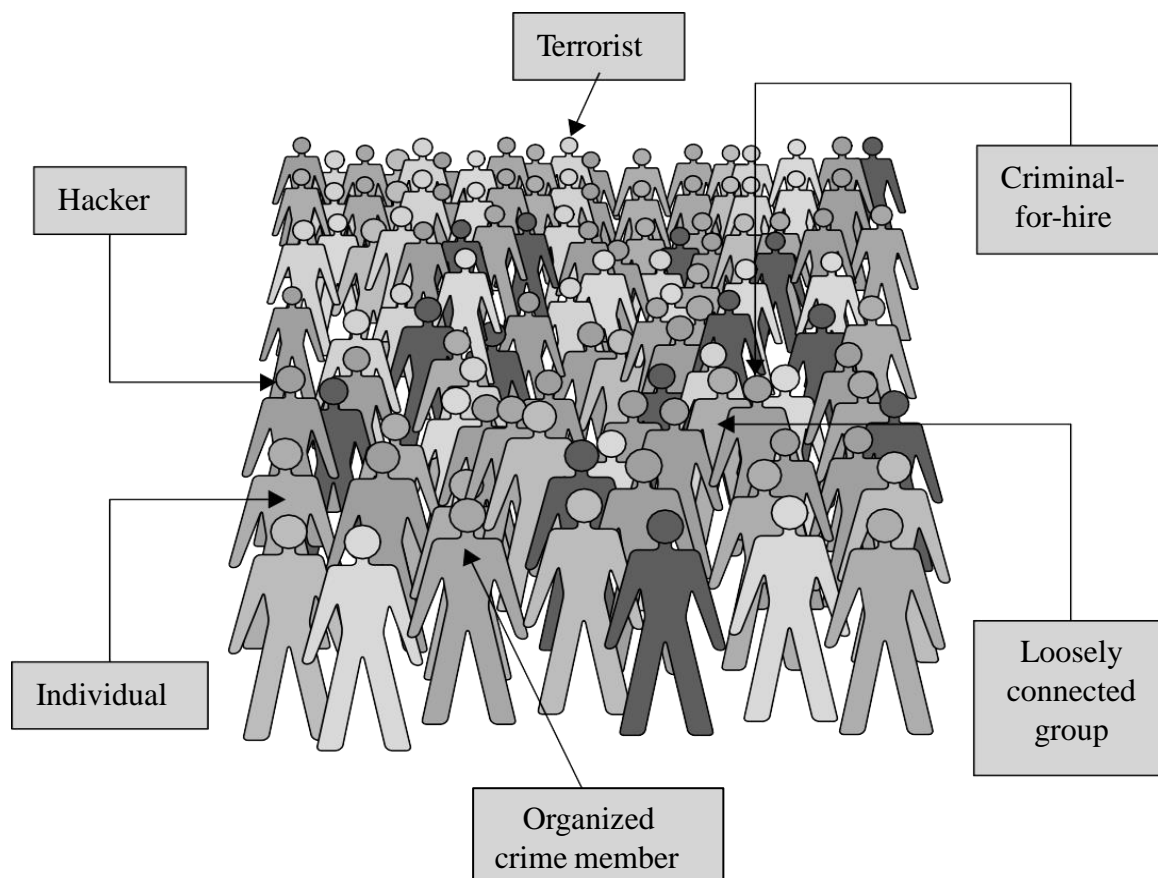 Terrorist
Hacker
Criminal-
for-hire
Individual
Loosely
connected
group
Organized
crime member